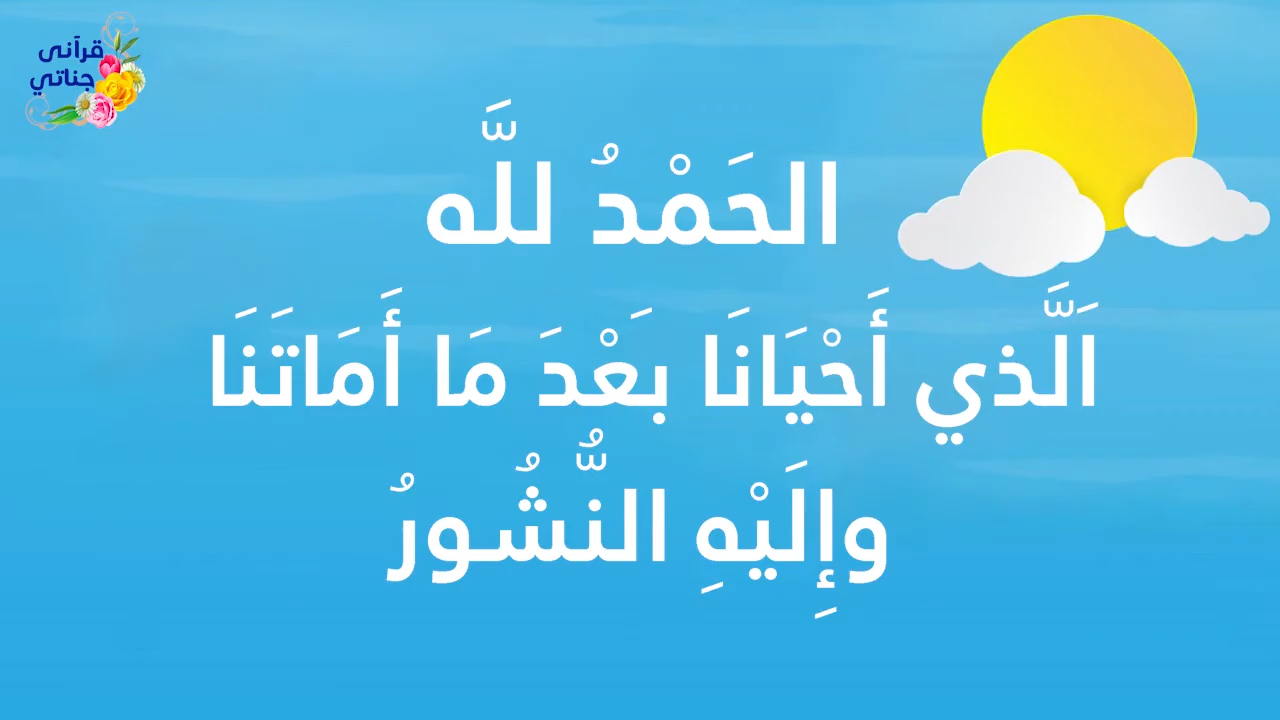 قرآنى
جناتي
الحَمْدُ للَّه
اَلَّذي أَحْيَانَا بَعْدَ مَا أَمَاتَنَا
وإِلَيْهِ النُّشُورُ